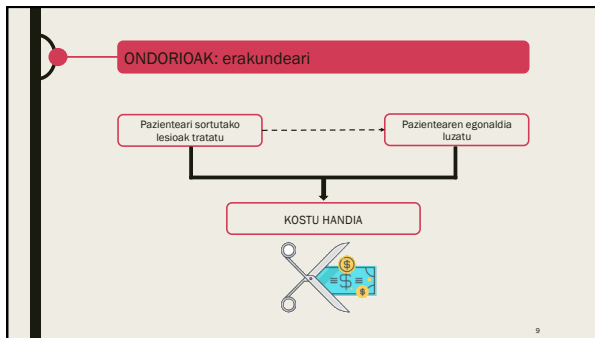 ONDORIOAK: erakundeari
Pazienteari sortutako
lesioak tratatu
Pazientearen egonaldia
luzatu
KOSTU HANDIA
$
$
$
9